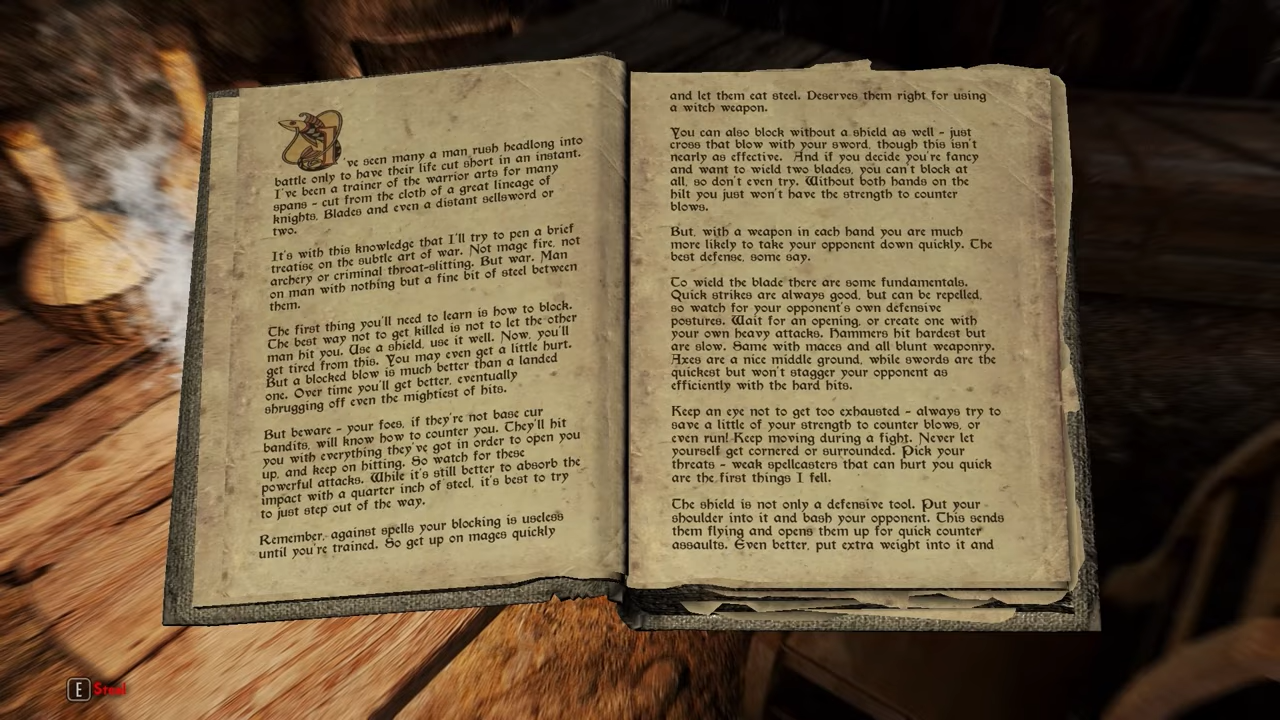 I've seen many a man rush headlong into
battle only to have their life cut short in an instant.
I've been a trainer of the warrior arts for many
spans - cut from the cloth of a great lineage of
knights, Blades and even a distant sellsword or
two.
It's with this knowledge that I'll try to pen a brief
treatise on the subtle art of war. Not mage fire, not
archery or criminal throat-slitting. But war. Man
on man with nothing but a fine bit of steel between
them.
The first thing you'll need to learn is how to block.
The best way not to get killed is not to let the other
man hit you. Use a shield, use it well. Now, you'll
get tired from this. You may even get a little hurt.
But a blocked blow is much better than a landed
one. Over time you'll get better, eventually
shrugging off even the mightiest of hits.
But beware - your foes, if they're not base cur
bandits, will know how to counter you. They'll hit
you with everything they've got in order to open you
up, and keep on hitting. So watch for these
powerful attacks. While it's still better to absorb the
impact with a quarter inch of steel, it's best to try
to just step out of the way.
Remember, against spells your blocking is useless
until you're trained. So get up on mages quickly
and let them eat steel. Deserves them right for using
a witch weapon.
You can also block without a shield as well - just
cross that blow with your sword, though this isn't
nearly as effective. And if you decide you're fancy
and want to wield two blades, you can't block at
all, so don't even try. Without both hands on the
hilt you just won't have the strength to counter
blows.
But, with a weapon in each hand you are much
more likely to take your opponent down quickly. The
best defense, some say.
To wield the blade there are some fundamentals.
Quick strikes are always good, but can be repelled,
so watch for your opponent's own defensive
postures. Wait for an opening, or create one with
your own heavy attacks. Hammers hit hardest but
are slow. Same with maces and all blunt weaponry.
Axes are a nice middle ground, while swords are the
quickest but won't stagger your opponent as
efficiently with the hard hits.
Keep an eye not to get too exhausted - always try to
save a little of your strength to counter blows, or
even run! Keep moving during a fight. Never let
yourself get cornered or surrounded. Pick your
threats - weak spellcasters that can hurt you quick
are the first things I fell.
The shield is not only a defensive tool. Put your
shoulder into it and bash your opponent. This sends
them flying and opens them up for quick counter
assaults. Even better, put extra weight into it and
E Steal